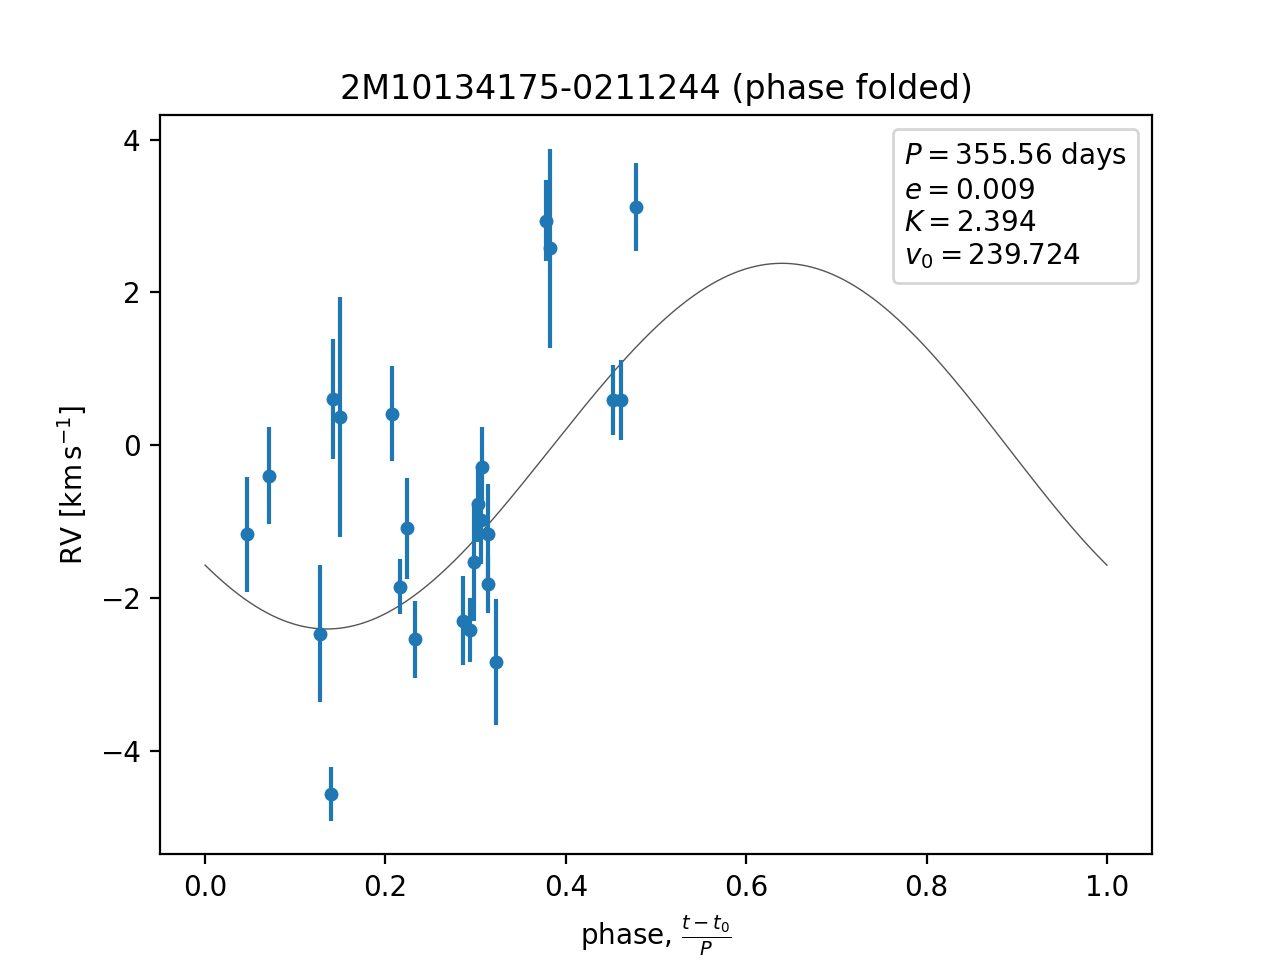 2M10134175-0211244 (phase folded)
P = 355.56 days
e = 0.009
K = 2.394
v₀ = 239.724
4
2
0
−2
−4
RV [km s⁻¹]
0.0 0.2 0.4 0.6 0.8 1.0
phase, (t − t₀)/P